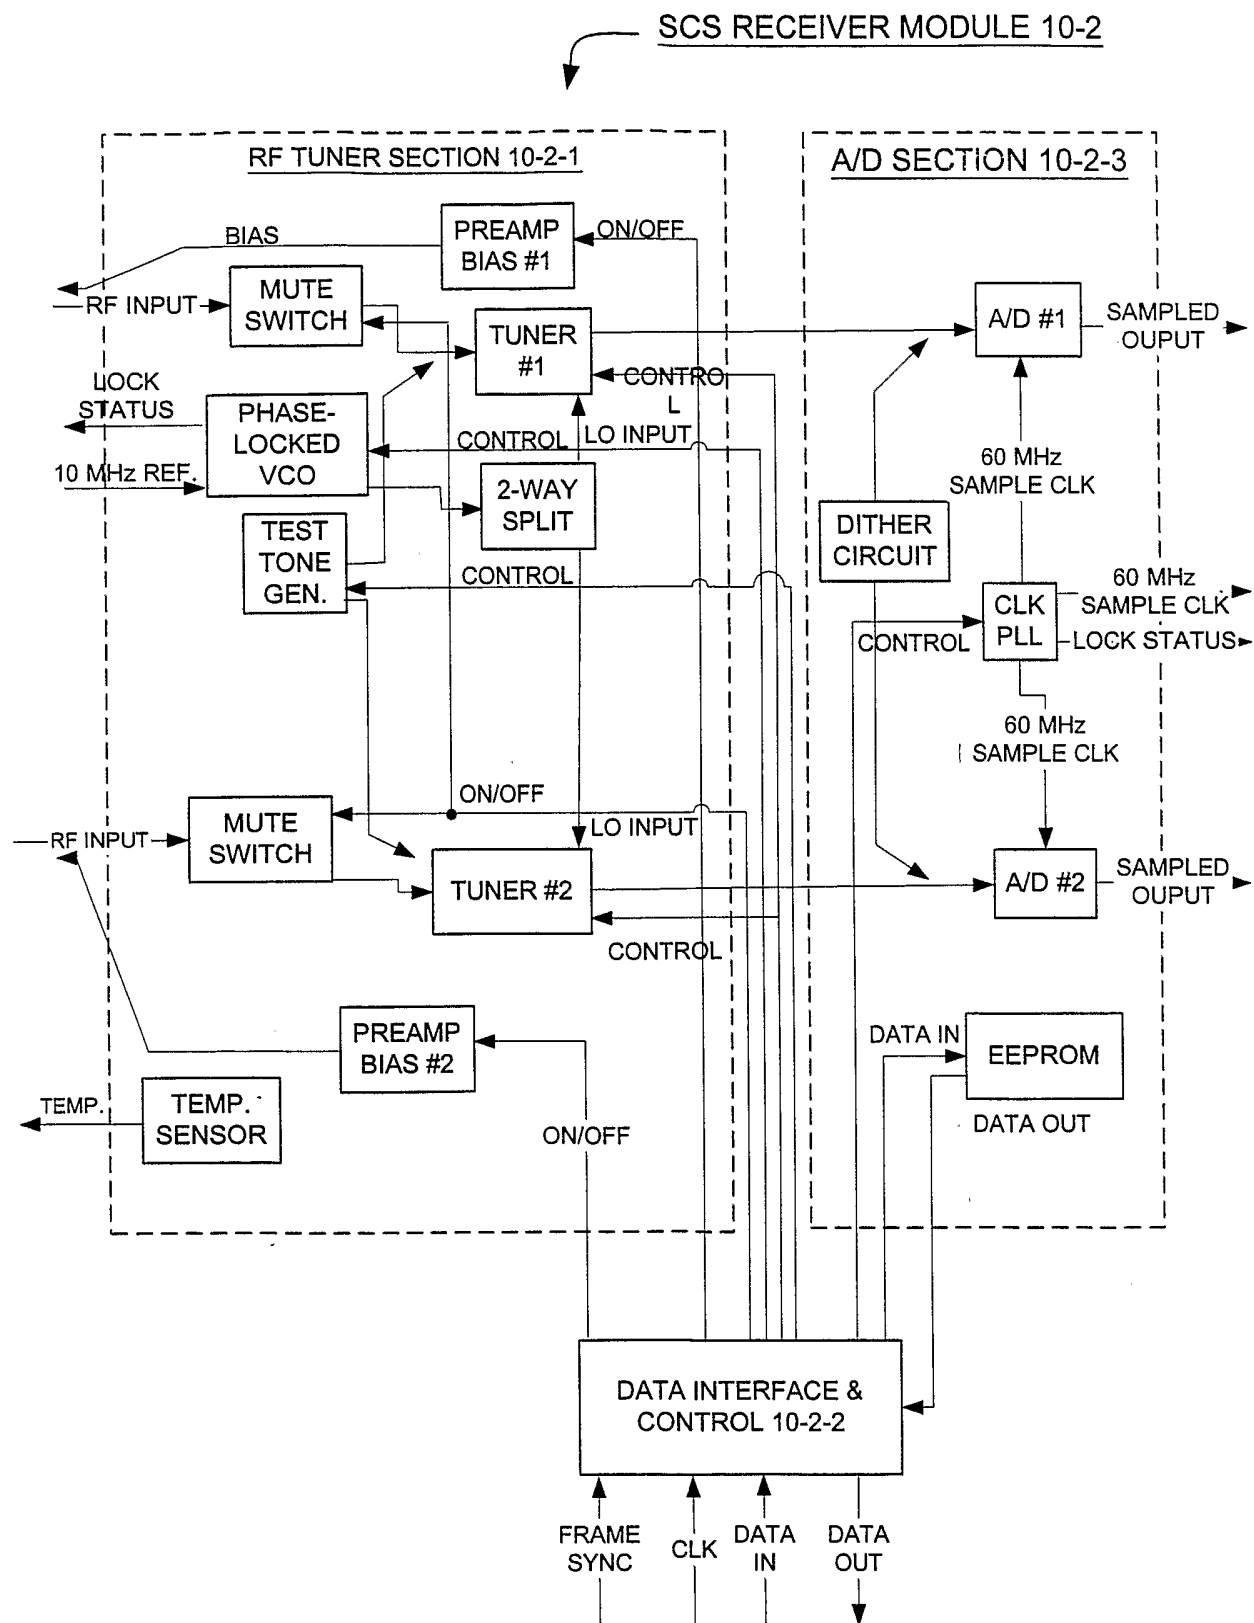 SCS RECEIVER MODULE 10-2
RF TUNER SECTION 10-2-1
A/D SECTION 10-2-3
BIAS
PREAMP
BIAS #1
ON/OFF
RF INPUT
MUTE
SWITCH
TUNER
#1
A/D #1
SAMPLED
OUPUT
CONTRO
L
LOCK
STATUS
PHASE-
LOCKED
VCO
CONTROL
LO INPUT
10 MHz REF.
2-WAY
SPLIT
60 MHz
SAMPLE CLK
TEST
TONE
GEN.
CONTROL
DITHER
CIRCUIT
CLK
PLL
60 MHz
SAMPLE CLK
LOCK STATUS
CONTROL
60 MHz
SAMPLE CLK
ON/OFF
RF INPUT
MUTE
SWITCH
LO INPUT
TUNER #2
A/D #2
SAMPLED
OUPUT
CONTROL
PREAMP
BIAS #2
DATA IN
EEPROM
DATA OUT
TEMP.
TEMP.
SENSOR
ON/OFF
DATA INTERFACE &
CONTROL 10-2-2
FRAME
SYNC
CLK
DATA
IN
DATA
OUT